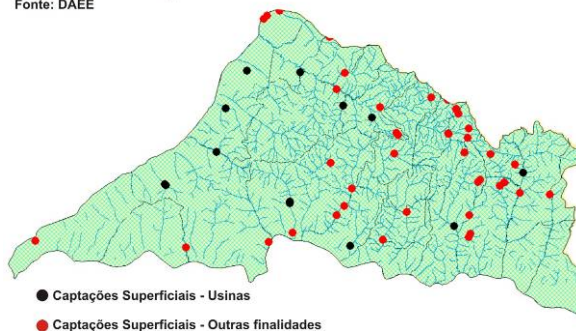 Fonte: DAEE
Captações Superficiais - Usinas
Captações Superficiais - Outras finalidades